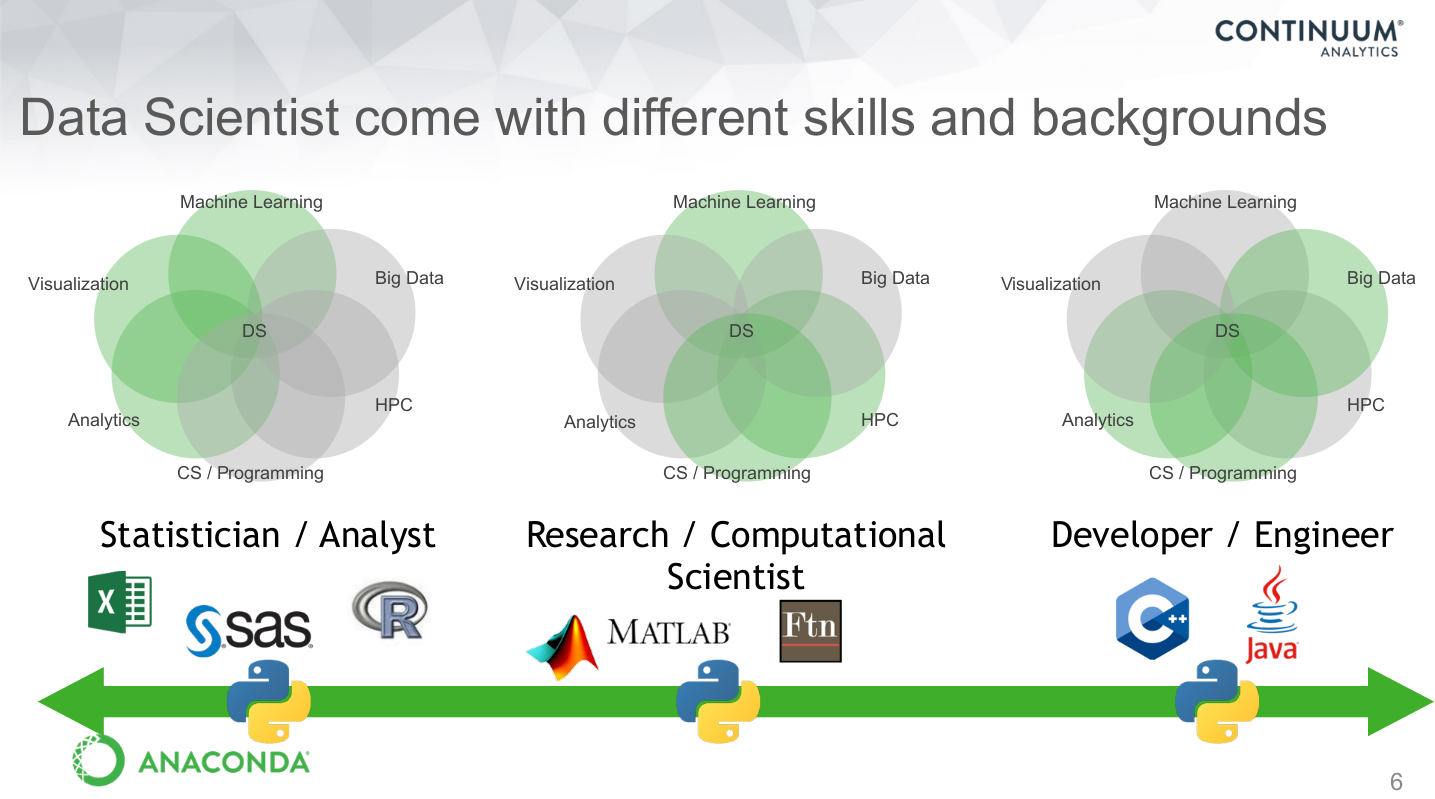 CONTINUUM®
ANALYTICS
Data Scientist come with different skills and backgrounds
Machine Learning
Visualization
Big Data
DS
Analytics
HPC
CS / Programming
Machine Learning
Visualization
Big Data
DS
Analytics
HPC
CS / Programming
Machine Learning
Visualization
Big Data
DS
Analytics
HPC
CS / Programming
Statistician / Analyst
Research / Computational
Scientist
Developer / Engineer
X
sas
R
MATLAB®
Ftn
C++
Java
ANACONDA®
6